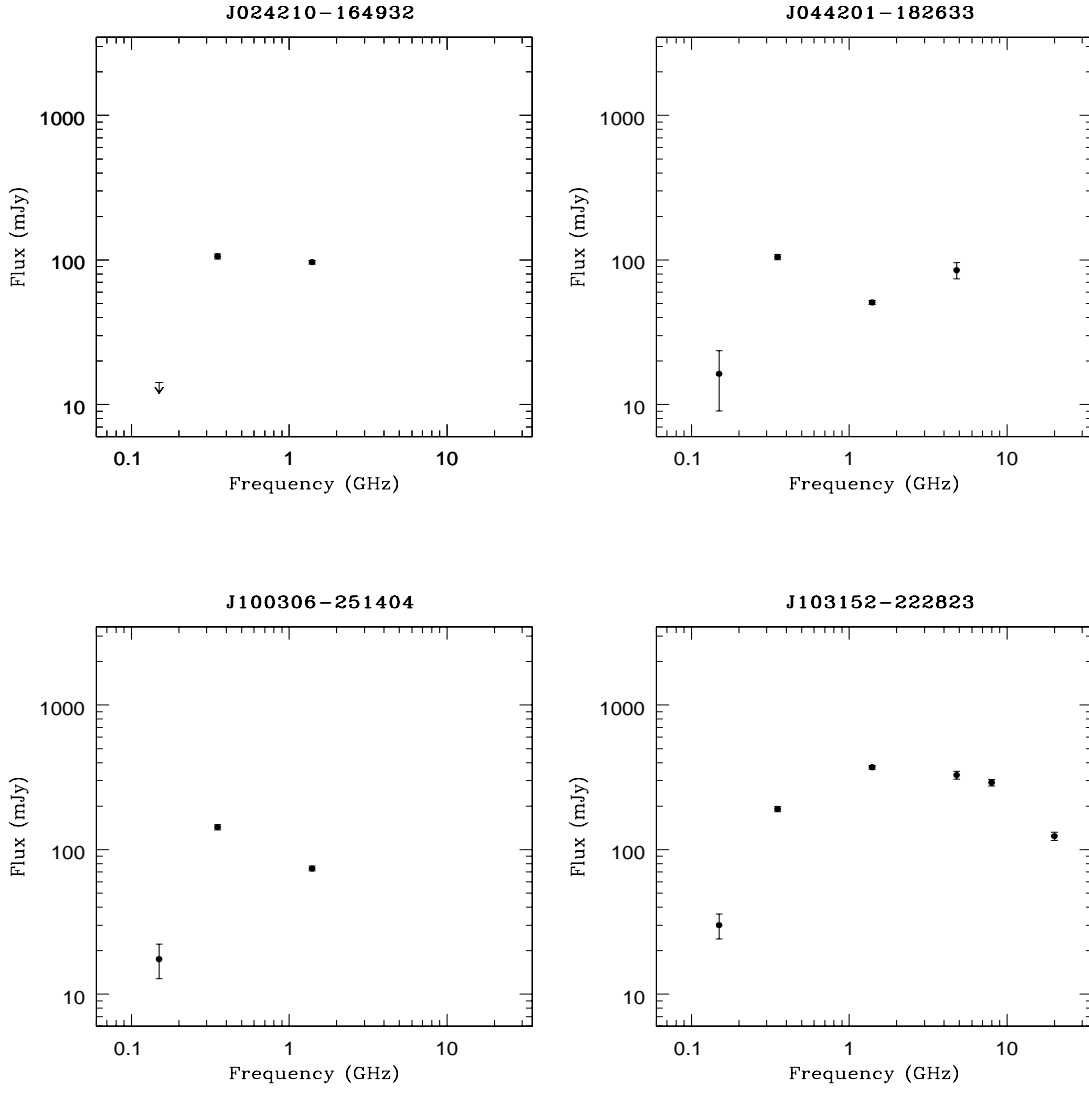 J024210-164932
Flux (mJy)
1000
100
10
0.1 1 10
Frequency (GHz)
J044201-182633
Flux (mJy)
1000
100
10
0.1 1 10
Frequency (GHz)
J100306-251404
Flux (mJy)
1000
100
10
0.1 1 10
Frequency (GHz)
J103152-222823
Flux (mJy)
1000
100
10
0.1 1 10
Frequency (GHz)